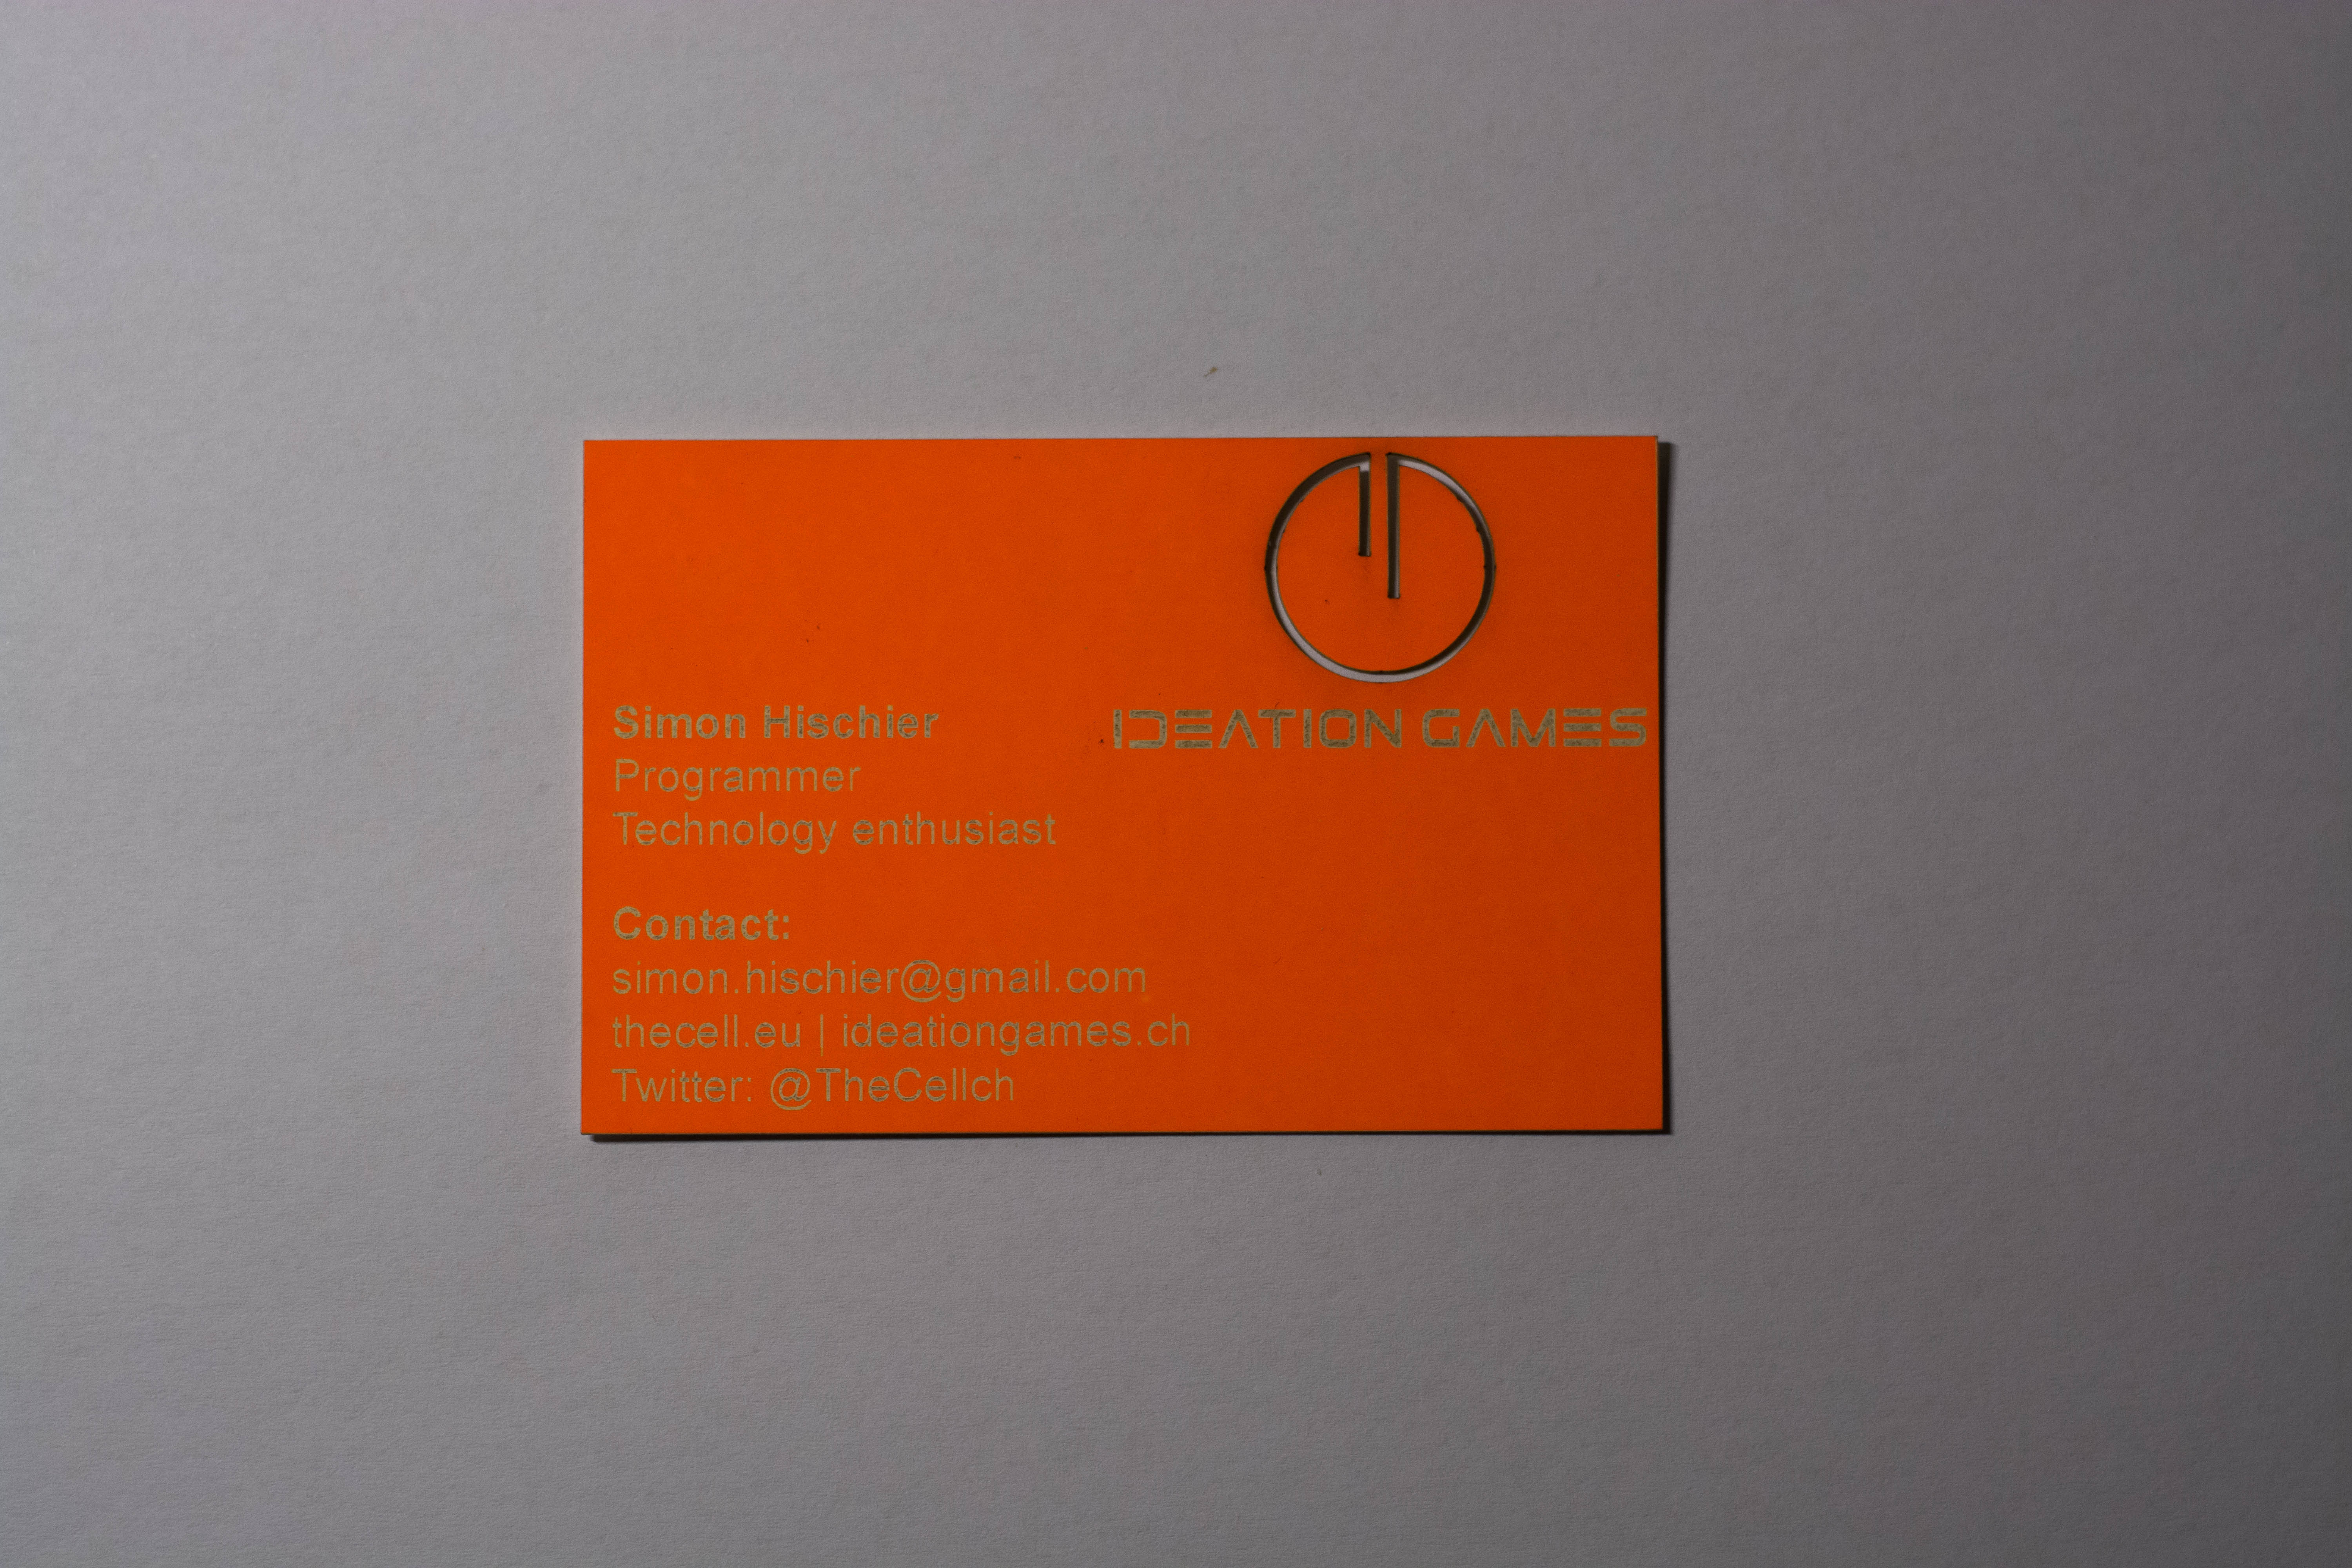 Simon Hischier
Programmer
Technology enthusiast
IDEATION GAMES
Contact:
simon.hischier@gmail.com
thecell.eu | ideationgames.ch
Twitter: @TheCellch